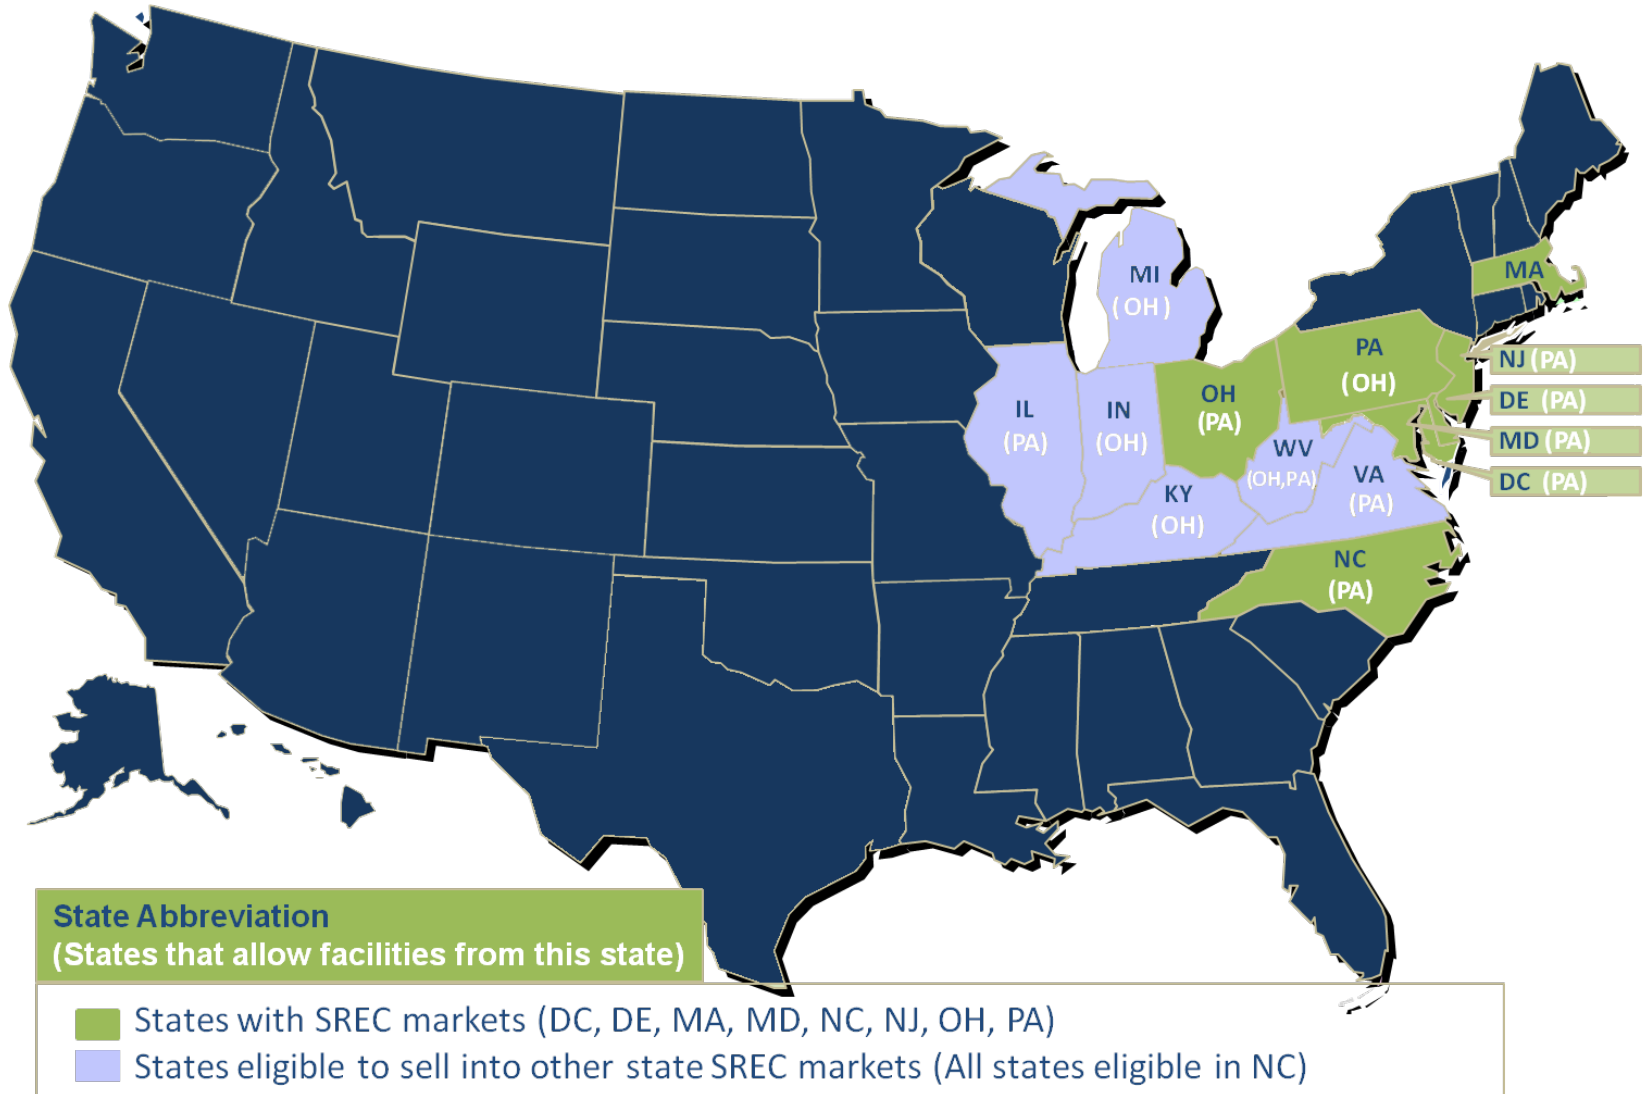 MA
MI
(OH)
PA
(OH)
NJ (PA)
OH
(PA)
DE (PA)
IL
(PA)
IN
(OH)
MD (PA)
WV
(OH,PA)
VA
(PA)
DC (PA)
KY
(OH)
NC
(PA)
State Abbreviation
(States that allow facilities from this state)
States with SREC markets (DC, DE, MA, MD, NC, NJ, OH, PA)
States eligible to sell into other state SREC markets (All states eligible in NC)